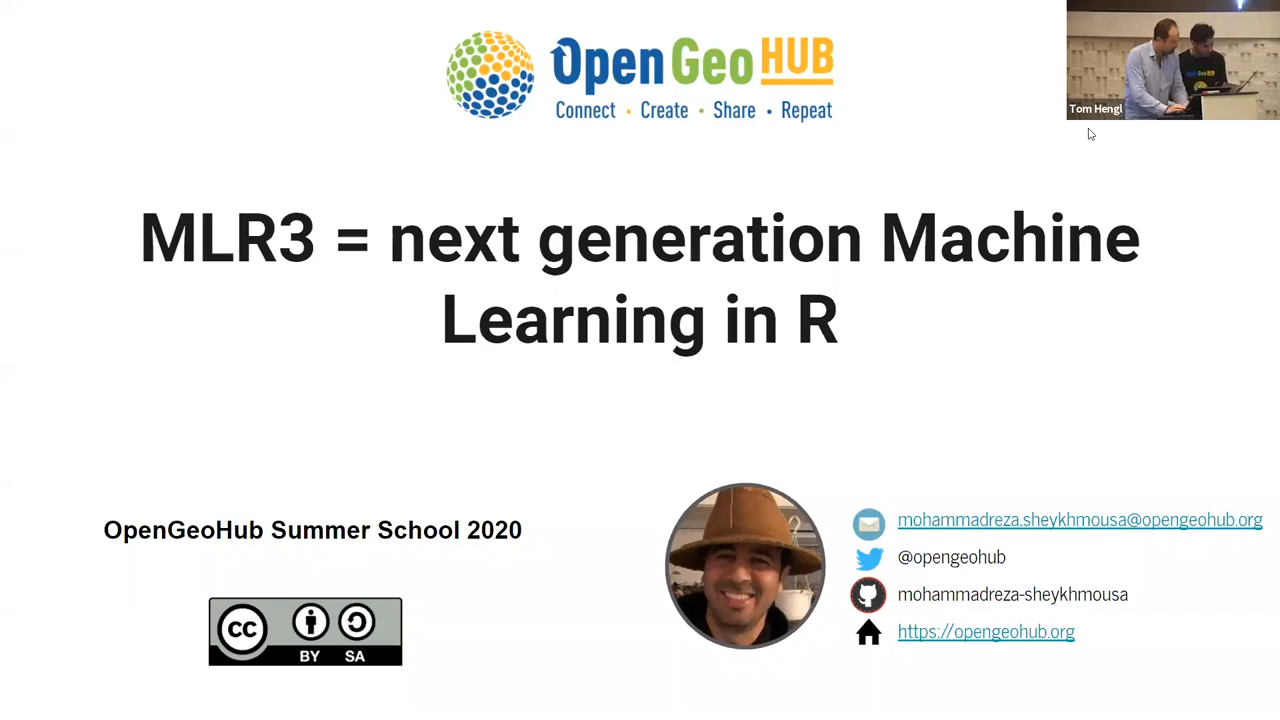 Open Geo HUB
Connect • Create • Share • Repeat
Tom Hengl
MLR3 = next generation Machine
Learning in R
OpenGeoHub Summer School 2020
CC BY SA
mohammadreza.sheykhmousa@opengeohub.org
@opengeohub
mohammadreza-sheykhmousa
https://opengeohub.org